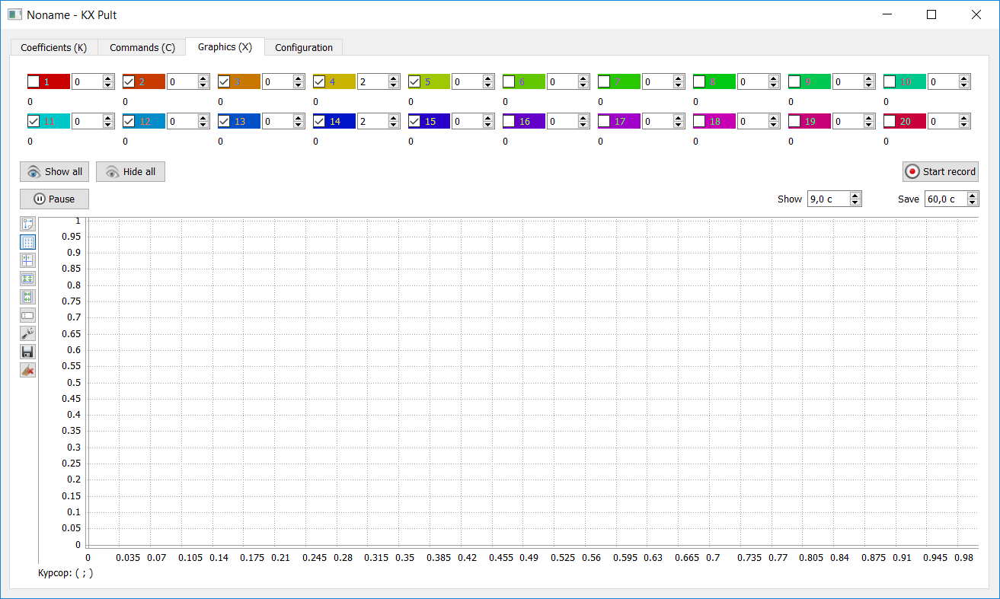 Noname - KX Pult
Coefficients (K) Commands (C) Graphics (X) Configuration
1 0 2 0 3 0 4 2 5 0 6 0 7 0 8 0 9 0 10 0
0 0 0 0 0 0 0 0 0 0
11 0 12 0 13 0 14 2 15 0 16 0 17 0 18 0 19 0 20 0
0 0 0 0 0 0 0 0 0 0
Show all Hide all Start record
Pause Show 9,0 c Save 60,0 c
1
0.95
0.9
0.85
0.8
0.75
0.7
0.65
0.6
0.55
0.5
0.45
0.4
0.35
0.3
0.25
0.2
0.15
0.1
0.05
0
0 0.035 0.07 0.105 0.14 0.175 0.21 0.245 0.28 0.315 0.35 0.385 0.42 0.455 0.49 0.525 0.56 0.595 0.63 0.665 0.7 0.735 0.77 0.805 0.84 0.875 0.91 0.945 0.98
Курсор: ( ; )